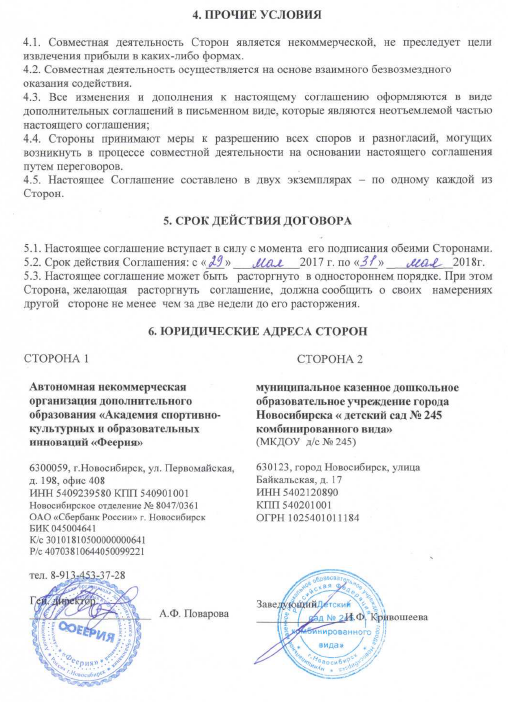 4. ПРОЧИЕ УСЛОВИЯ
4.1. Совместная деятельность Сторон является некоммерческой, не преследует цели
извлечения прибыли в каких-либо формах.
4.2. Совместная деятельность осуществляется на основе взаимного безвозмездного
оказания содействия.
4.3. Все изменения и дополнения к настоящему соглашению оформляются в виде
дополнительных соглашений в письменном виде, которые являются неотъемлемой частью
настоящего соглашения;
4.4. Стороны принимают меры к разрешению всех споров и разногласий, могущих
возникнуть в процессе совместной деятельности на основании настоящего соглашения
путем переговоров.
4.5. Настоящее Соглашение составлено в двух экземплярах – по одному каждой из
Сторон.
5. СРОК ДЕЙСТВИЯ ДОГОВОРА
5.1. Настоящее соглашение вступает в силу с момента его подписания обеими Сторонами.
5.2. Срок действия Соглашения: с «29» мая 2017 г. по «31» мая 2018г.
5.3. Настоящее соглашение может быть расторгнуто в одностороннем порядке. При этом
Сторона, желающая расторгнуть соглашение, должна сообщить о своих намерениях
другой стороне не менее чем за две недели до его расторжения.
6. ЮРИДИЧЕСКИЕ АДРЕСА СТОРОН
СТОРОНА 1
Автономная некоммерческая
организация дополнительного
образования «Академия спортивно-
культурных и образовательных
инноваций «Феерия»
6300059, г.Новосибирск, ул. Первомайская,
д. 198, офис 408
ИНН 5409239580 КПП 540901001
Новосибирское отделение № 8047/0361
ОАО «Сбербанк России» г. Новосибирск
БИК 045004641
К/с 30101810500000000641
Р/с 40703810644050099221
тел. 8-913-453-37-28
Ген. директор
А.Ф. Поварова
ФЕЕРИЯ
«Феерия»
СТОРОНА 2
муниципальное казенное дошкольное
образовательное учреждение города
Новосибирска « детский сад № 245
комбинированного вида»
(МКДОУ д/с № 245)
630123, город Новосибирск, улица
Байкальская, д. 17
ИНН 5402120890
КПП 540201001
ОГРН 1025401011184
Заведующий
Н.Ф. Кривошеева
«Детский
сад № 245
комбинированного
вида»
г.Новосибирск